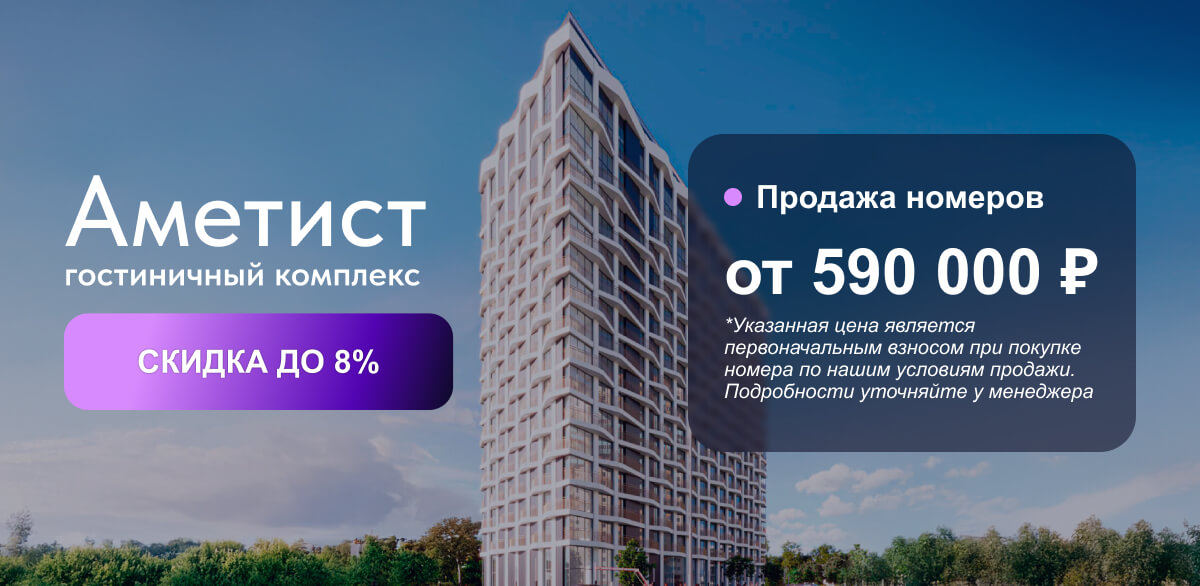 Аметист
гостиничный комплекс
СКИДКА ДО 8%
Продажа номеров
от 590 000 ₽
*Указанная цена является
первоначальным взносом при покупке
номера по нашим условиям продажи.
Подробности уточняйте у менеджера